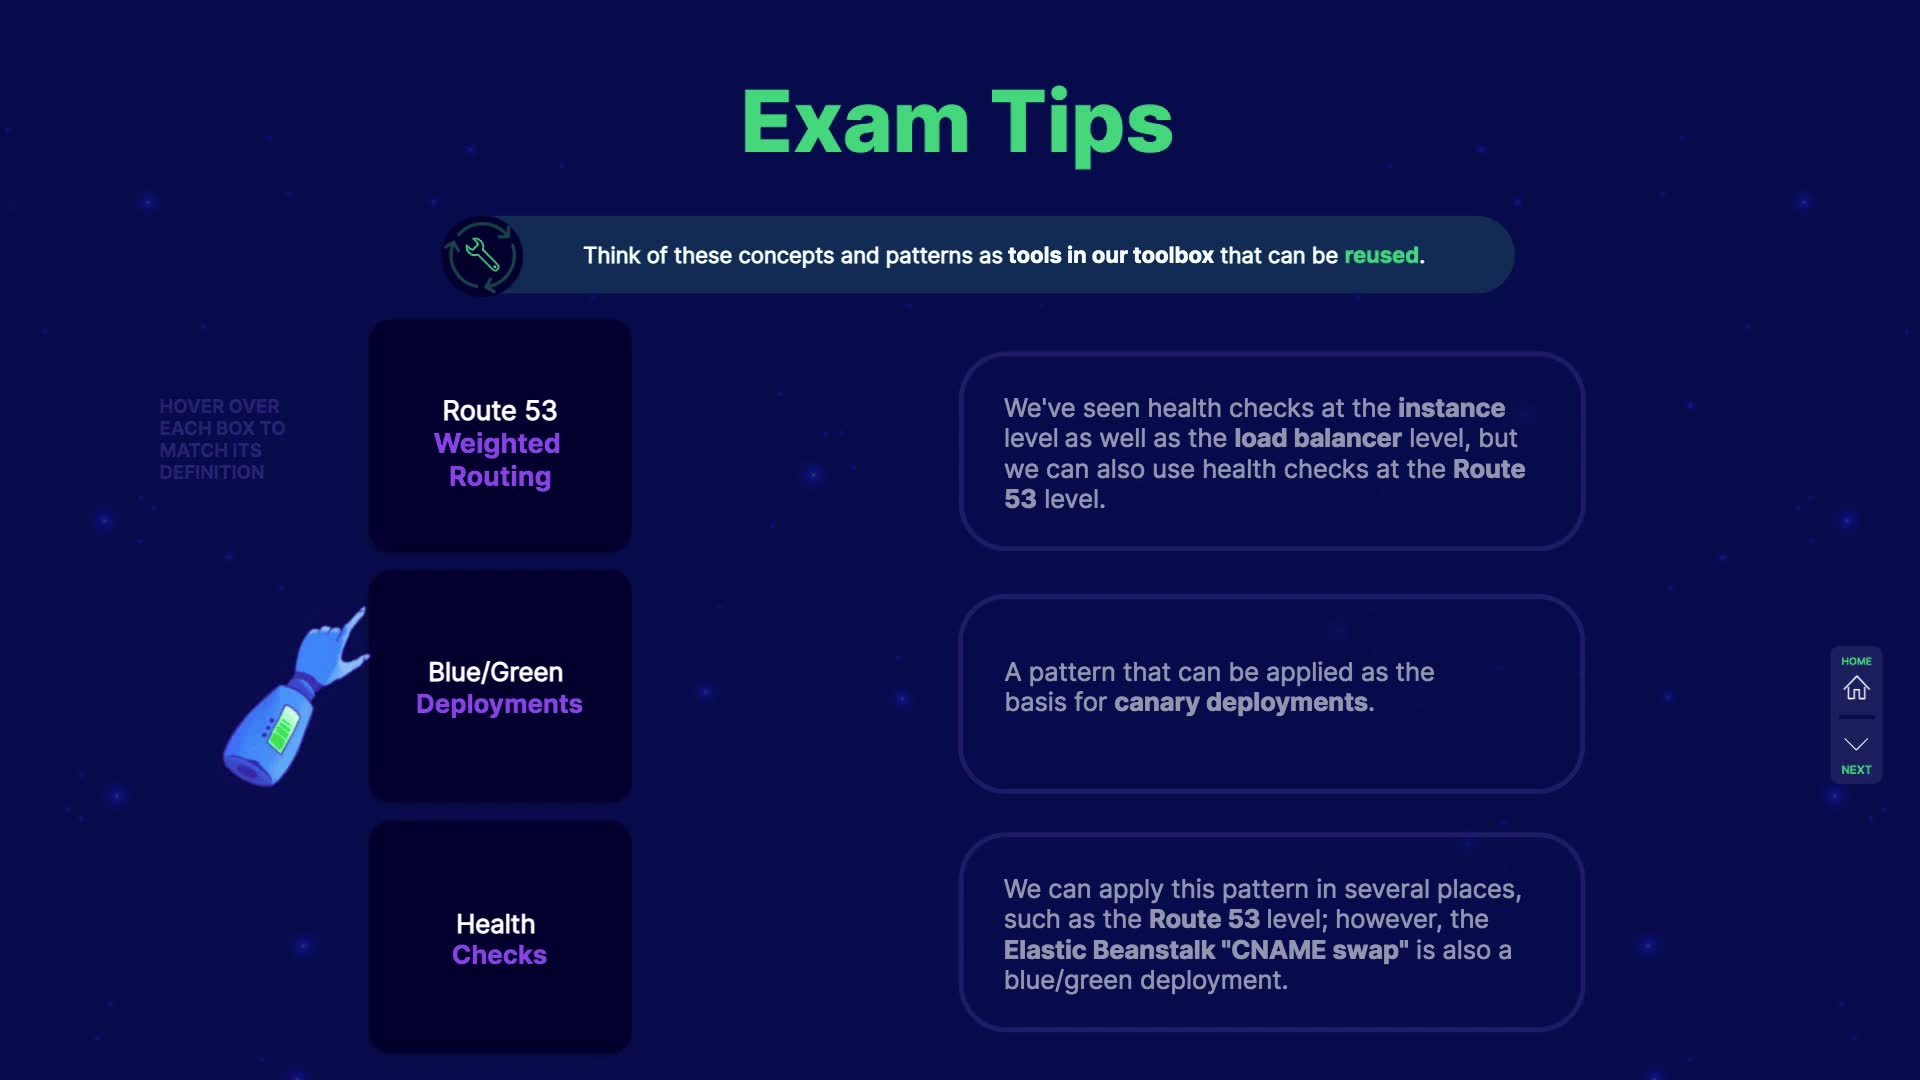 Exam Tips
Think of these concepts and patterns as tools in our toolbox that can be reused.
HOVER OVER
EACH BOX TO
MATCH ITS
DEFINITION
Route 53
Weighted
Routing
We've seen health checks at the instance
level as well as the load balancer level, but
we can also use health checks at the Route
53 level.
Blue/Green
Deployments
A pattern that can be applied as the
basis for canary deployments.
Health
Checks
We can apply this pattern in several places,
such as the Route 53 level; however, the
Elastic Beanstalk "CNAME swap" is also a
blue/green deployment.
HOME
NEXT